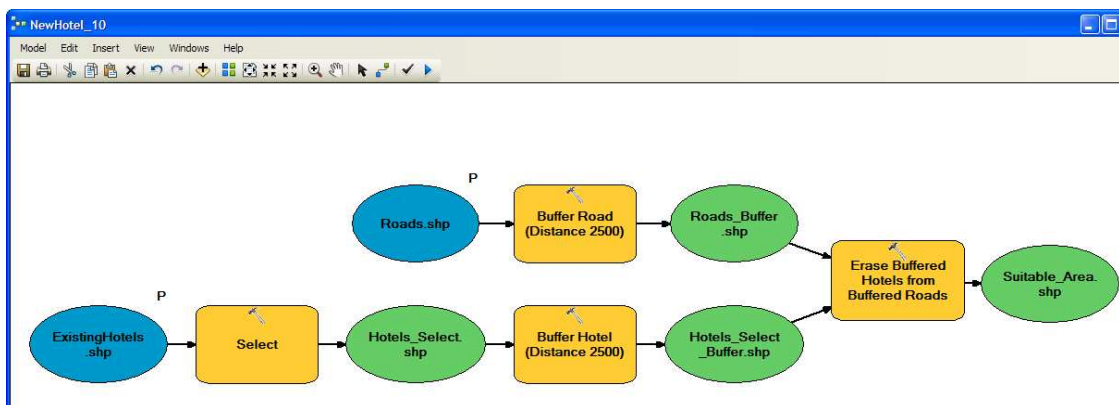 NewHotel_10
Model Edit Insert View Windows Help
P
Roads.shp
Buffer Road
(Distance 2500)
Roads_Buffer
.shp
Erase Buffered
Hotels from
Buffered Roads
Suitable_Area.
shp
P
ExistingHotels
.shp
Select
Hotels_Select.
shp
Buffer Hotel
(Distance 2500)
Hotels_Select
_Buffer.shp